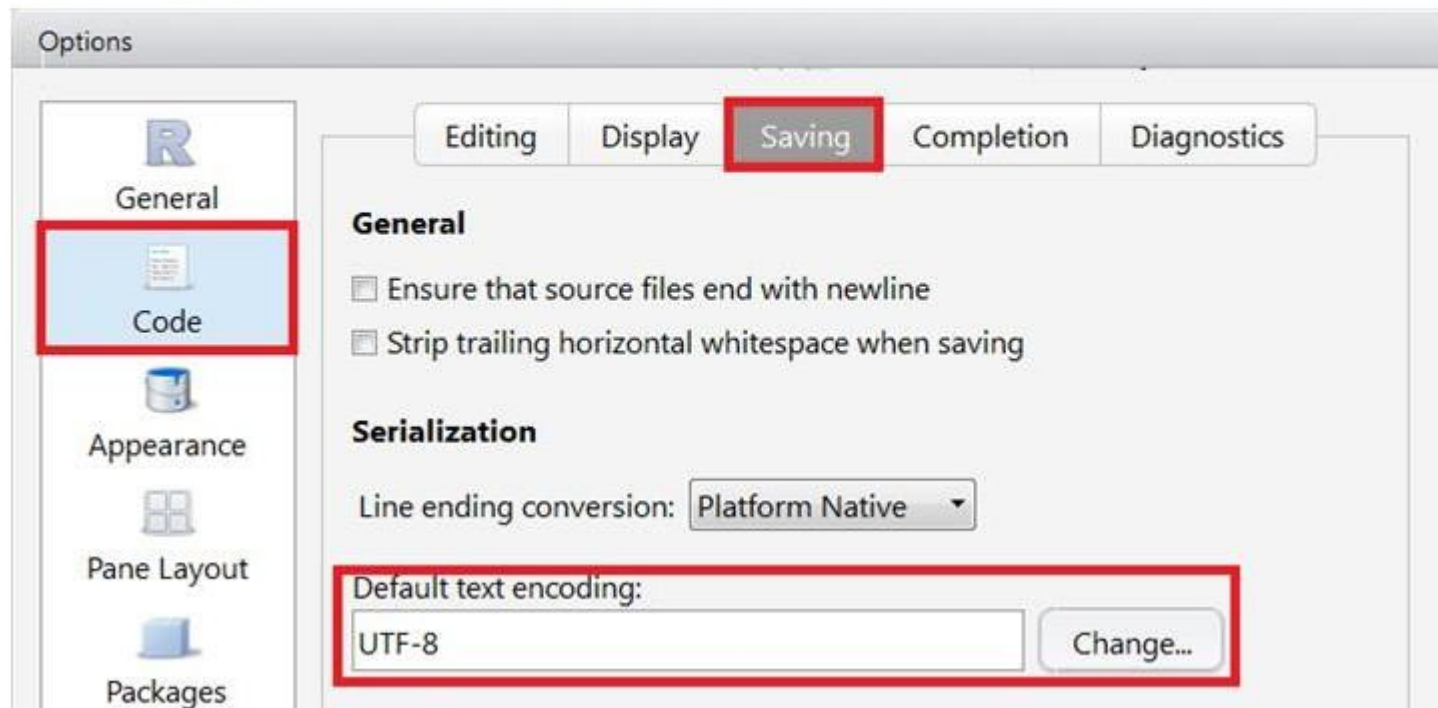 Options
General
Code
Appearance
Pane Layout
Packages
Editing Display Saving Completion Diagnostics
General
Ensure that source files end with newline
Strip trailing horizontal whitespace when saving
Serialization
Line ending conversion: Platform Native
Default text encoding:
UTF-8 Change...